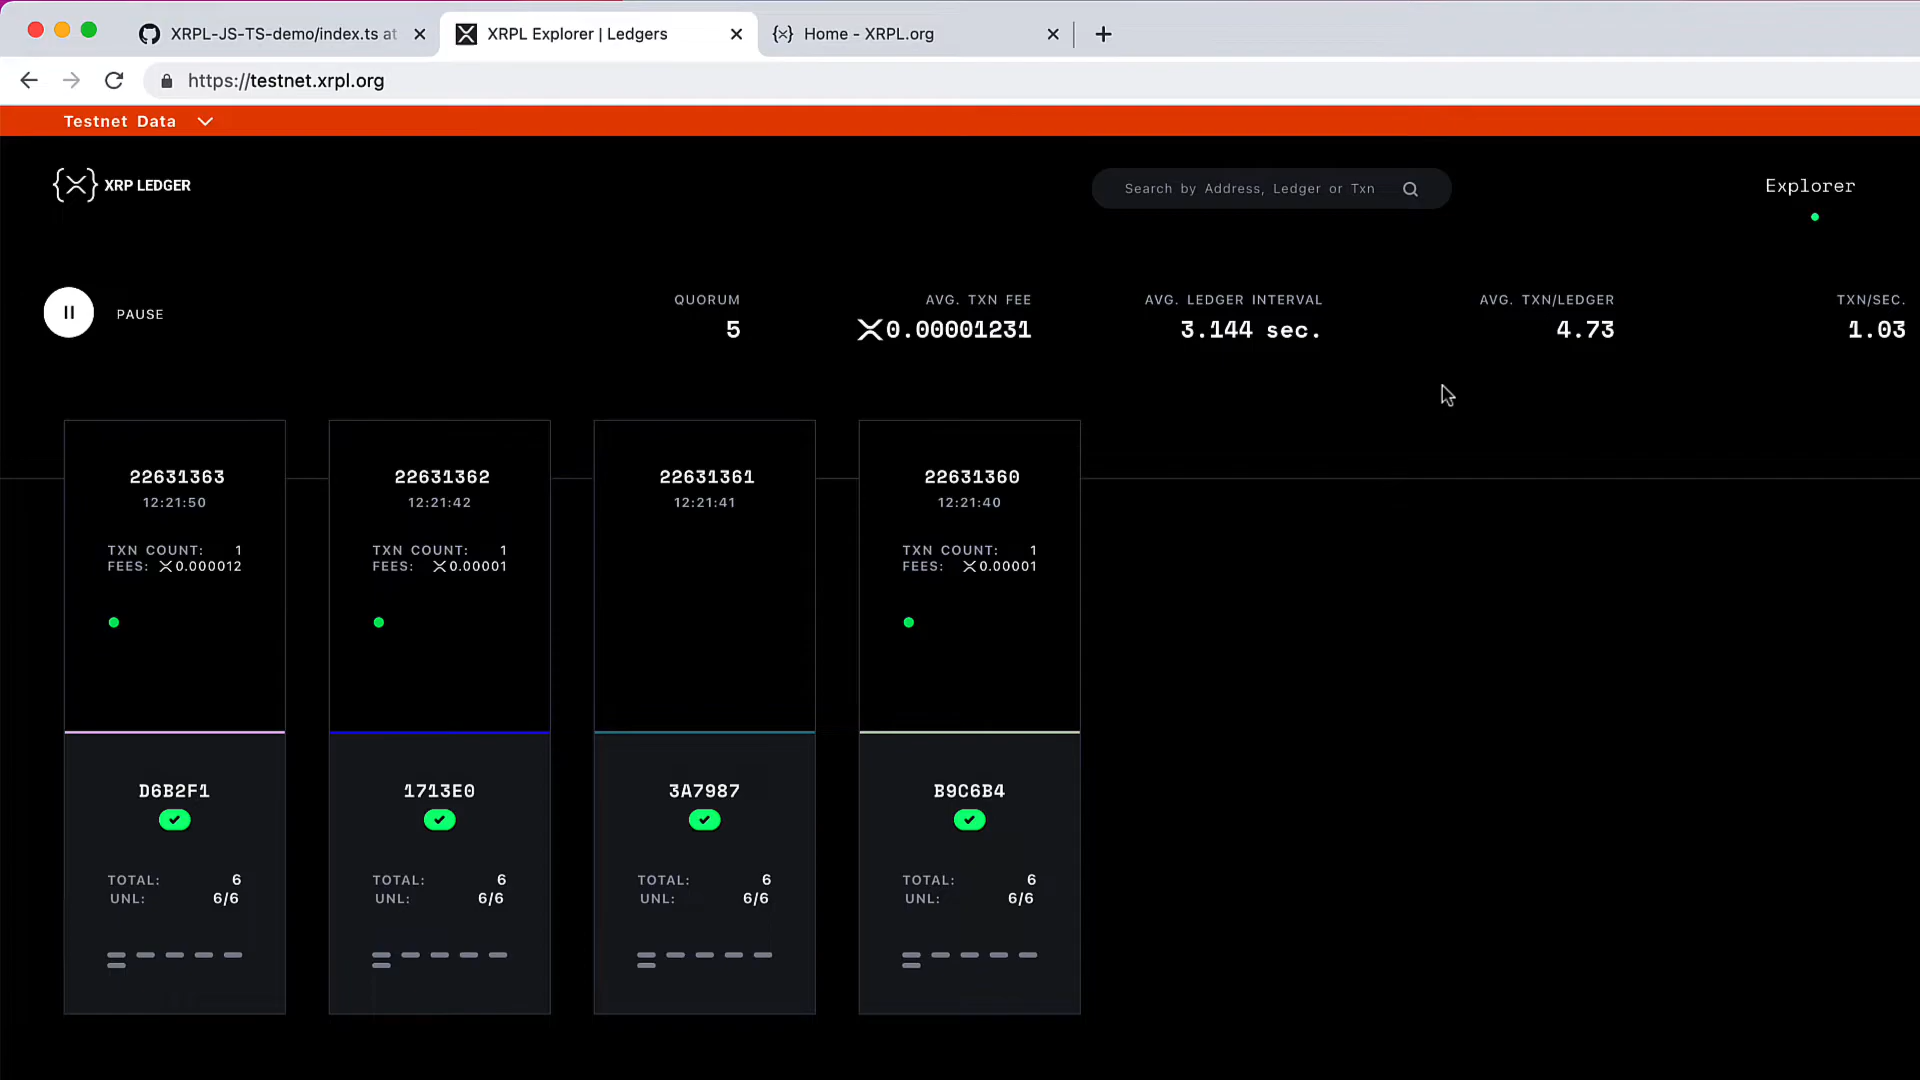 XRPL-JS-TS-demo/index.ts at
XRPL Explorer | Ledgers
Home - XRPL.org
https://testnet.xrpl.org
Testnet Data
XRP LEDGER
Search by Address, Ledger or Txn
Explorer
PAUSE
QUORUM
5
AVG. TXN FEE
0.00001231
AVG. LEDGER INTERVAL
3.144 sec.
AVG. TXN/LEDGER
4.73
TXN/SEC.
1.03
22631363
12:21:50
TXN COUNT: 1
FEES: 0.000012
D6B2F1
TOTAL: 6
UNL: 6/6
22631362
12:21:42
TXN COUNT: 1
FEES: 0.00001
1713E0
TOTAL: 6
UNL: 6/6
22631361
12:21:41
3A7987
TOTAL: 6
UNL: 6/6
22631360
12:21:40
TXN COUNT: 1
FEES: 0.00001
B9C6B4
TOTAL: 6
UNL: 6/6